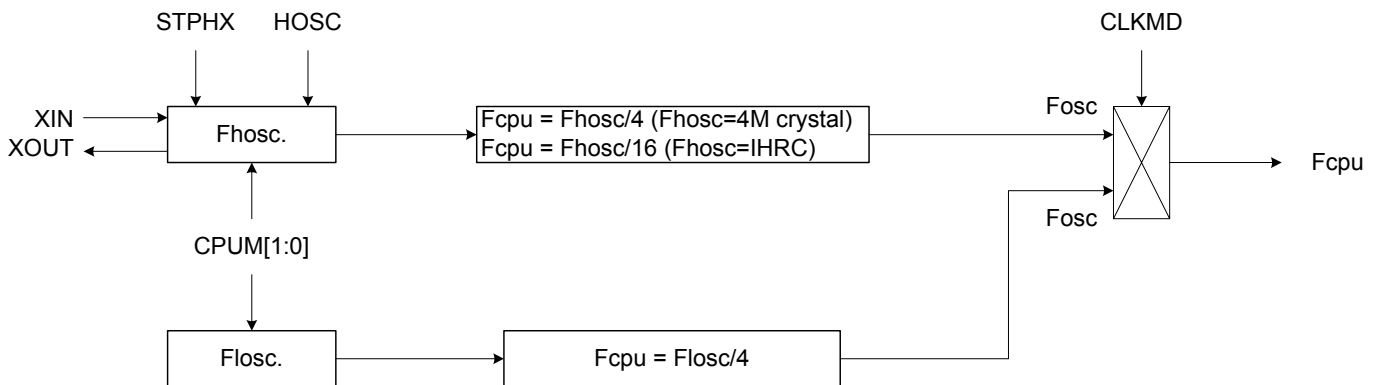 STPHX HOSC CLKMD
XIN
XOUT
Fhosc.
Fcpu = Fhosc/4 (Fhosc=4M crystal)
Fcpu = Fhosc/16 (Fhosc=IHRC)
Fosc
Fcpu
Fosc
CPUM[1:0]
Flosc.
Fcpu = Flosc/4